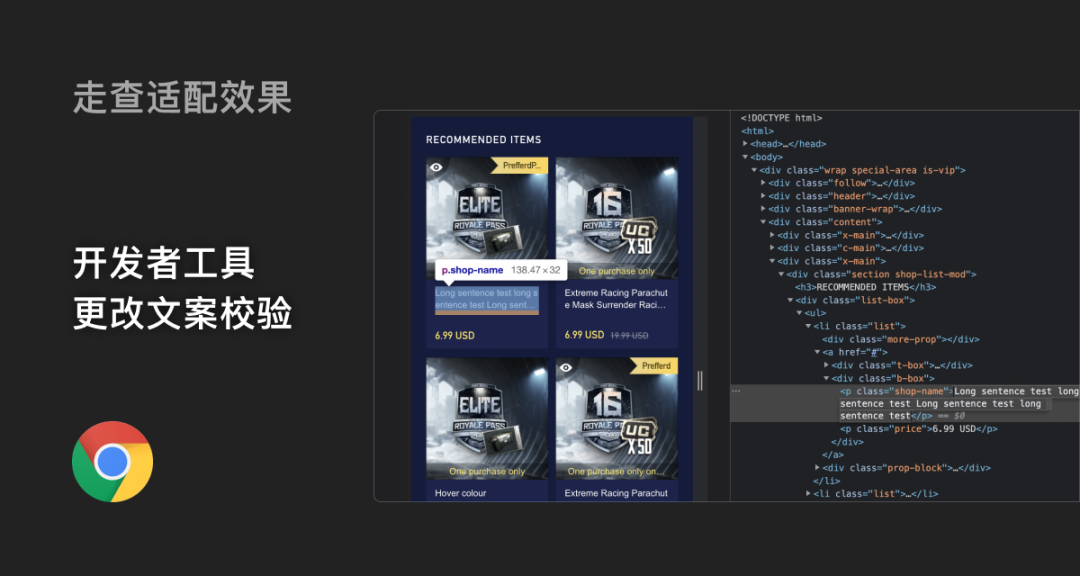 走查适配效果
开发者工具
更改文案校验
RECOMMENDED ITEMS
PrefferdP...
ELITE
ROYALE PASS
16
ROYALE PASS
UC
X50
One purchase only
p.shop-name 138.47×32
Long sentence test long s
entence test Long sent...
6.99 USD
Extreme Racing Parachut
e Mask Surrender Raci...
6.99 USD 19.99 USD
ELITE
ROYALE PASS
One purchase only
Prefferd
16
ROYALE PASS
UC
X50
One purchase only on...
Hover colour
Extreme Racing Parachut
<!DOCTYPE html>
<html>
<head>…</head>
<body>
<div class="wrap special-area is-vip">
<div class="follow">…</div>
<div class="header">…</div>
<div class="banner-wrap">…</div>
<div class="content">
<div class="x-main">…</div>
<div class="c-main">…</div>
<div class="x-main">
<div class="section shop-list-mod">
<h3>RECOMMENDED ITEMS</h3>
<div class="list-box">
<ul>
<li class="list">
<div class="more-prop"></div>
<a href="#">
<div class="t-box">…</div>
<div class="b-box">
<p class="shop-name">Long sentence test long
sentence test Long sentence test long
sentence test</p> == $0
<p class="price">6.99 USD</p>
</div>
</a>
<div class="prop-block">…</div>
</li>
<li class="list">…</li>